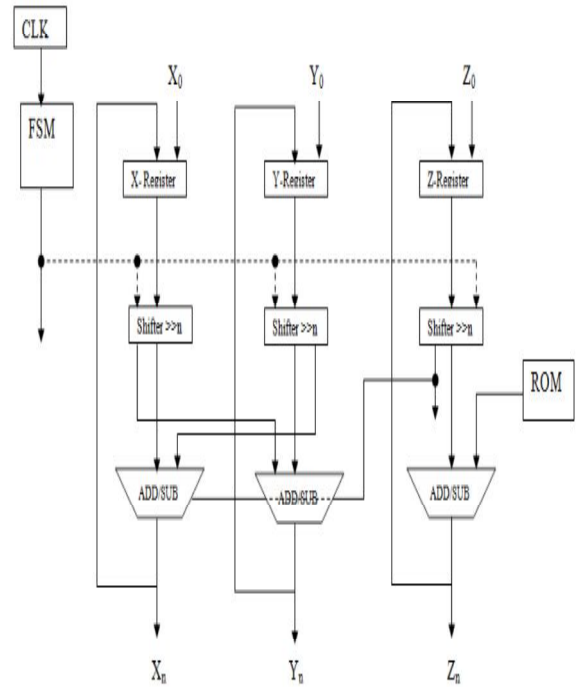 CLK
X0
Y0
Z0
FSM
X- Register
Y-Register
Z-Register
Shifter >>n
Shifter >>n
Shifter >>n
ROM
ADD/SUB
ADD/SUB
ADD/SUB
Xn
Yn
Zn